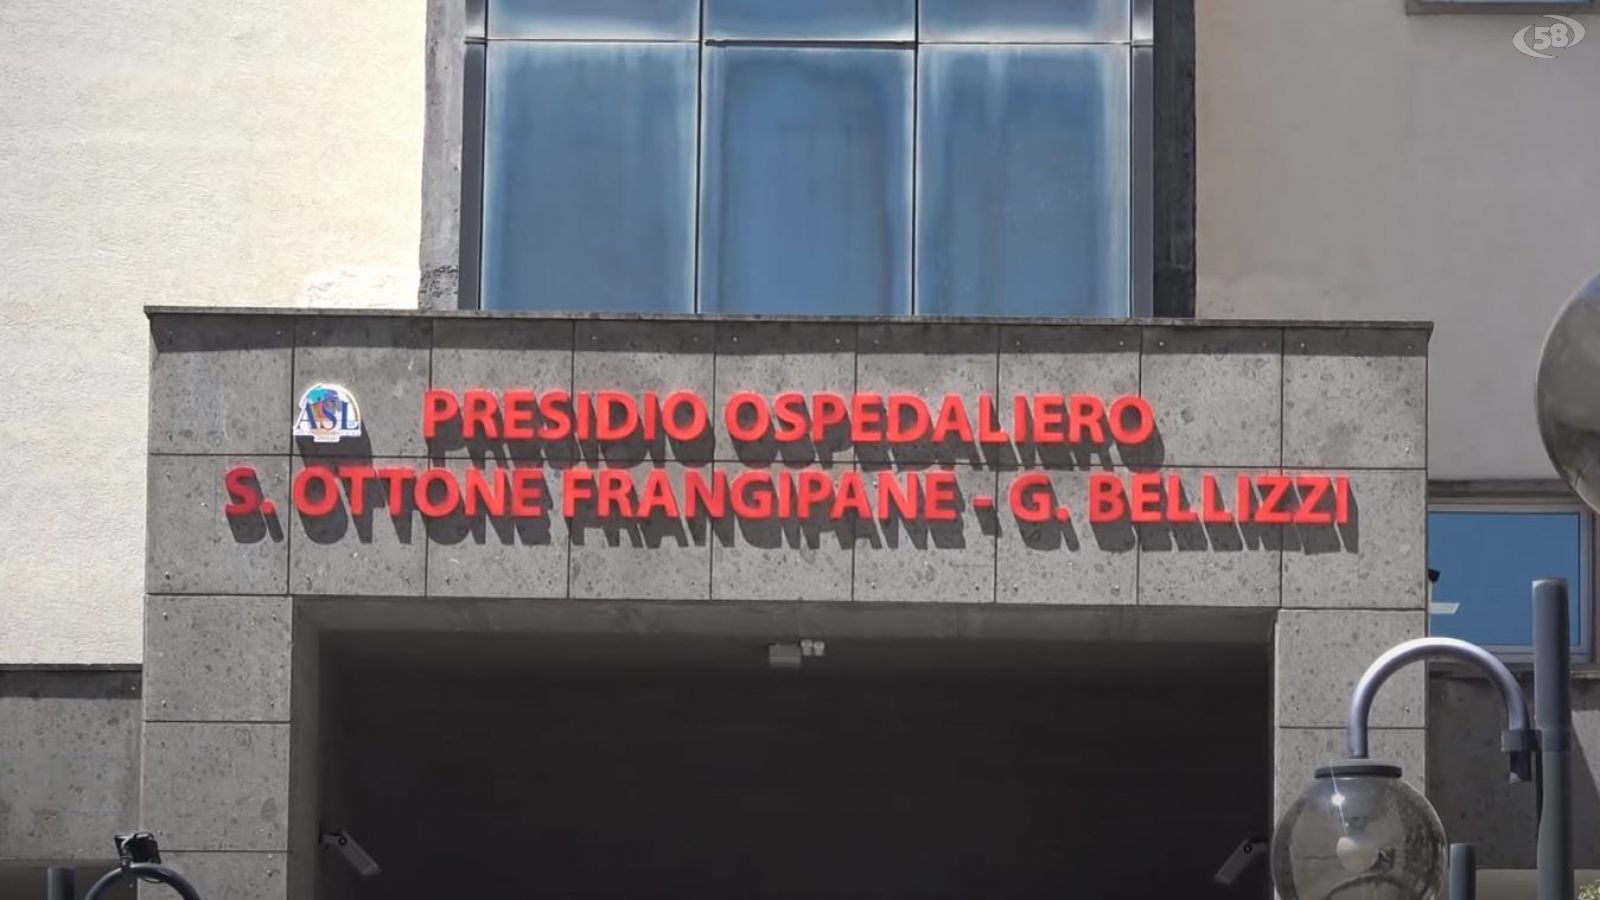 58
ASL
PRESIDIO OSPEDALIERO
S. OTTONE FRANGIPANE - G. BELLIZZI